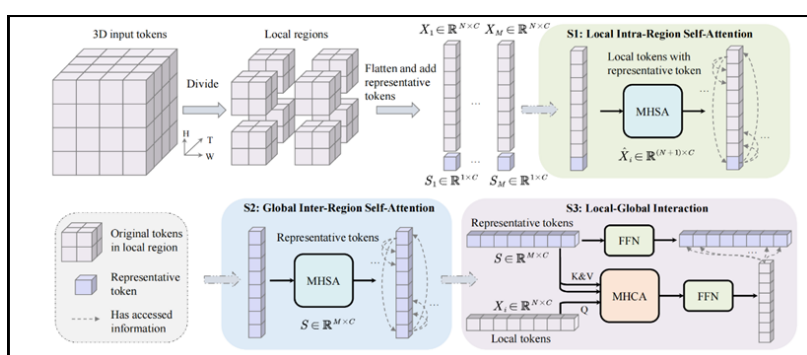 3D input tokens
Local regions
X_1 ∈ ℝ^{N×C} X_M ∈ ℝ^{N×C}
S1: Local Intra-Region Self-Attention
Divide
Flatten and add
representative
tokens
H
T
W
...
...
S_1 ∈ ℝ^{1×C} S_M ∈ ℝ^{1×C}
Local tokens with
representative token
MHSA
X̂_i ∈ ℝ^{(N+1)×C}
...
...
Original tokens
in local region
Representative
token
Has accessed
information
S2: Global Inter-Region Self-Attention
Representative tokens
MHSA
S ∈ ℝ^{M×C}
...
...
S3: Local-Global Interaction
Representative tokens
FFN
S ∈ ℝ^{M×C}
K&V
...
X_i ∈ ℝ^{N×C}
Q
MHCA
FFN
Local tokens